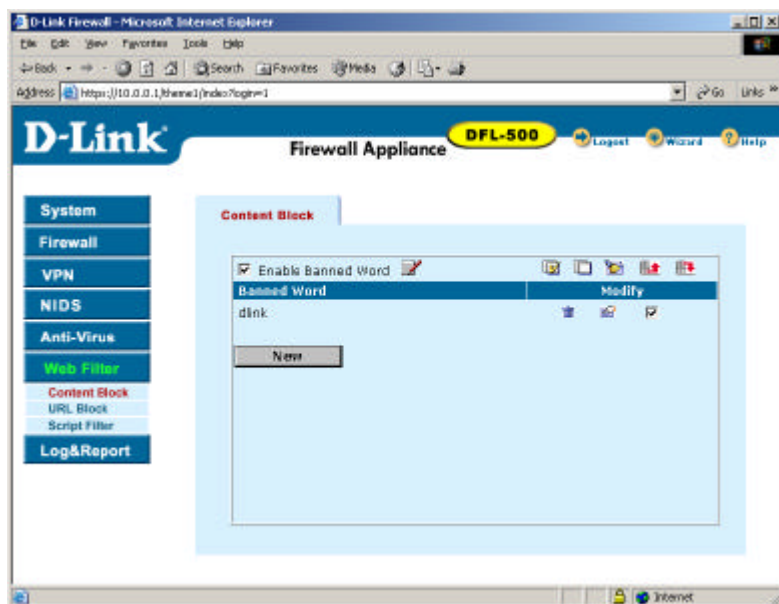 D-Link Firewall - Microsoft Internet Explorer
File Edit View Favorites Tools Help
Back Search Favorites Media
Address https://10.0.0.1/theme1/index?login=1 Go Links »
D-Link
Firewall Appliance DFL-500 Logout Wizard Help
System
Firewall
VPN
NIDS
Anti-Virus
Web Filter
Content Block
URL Block
Script Filter
Log&Report
Content Block
Enable Banned Word
Banned Word Modify
dlink
New
Internet